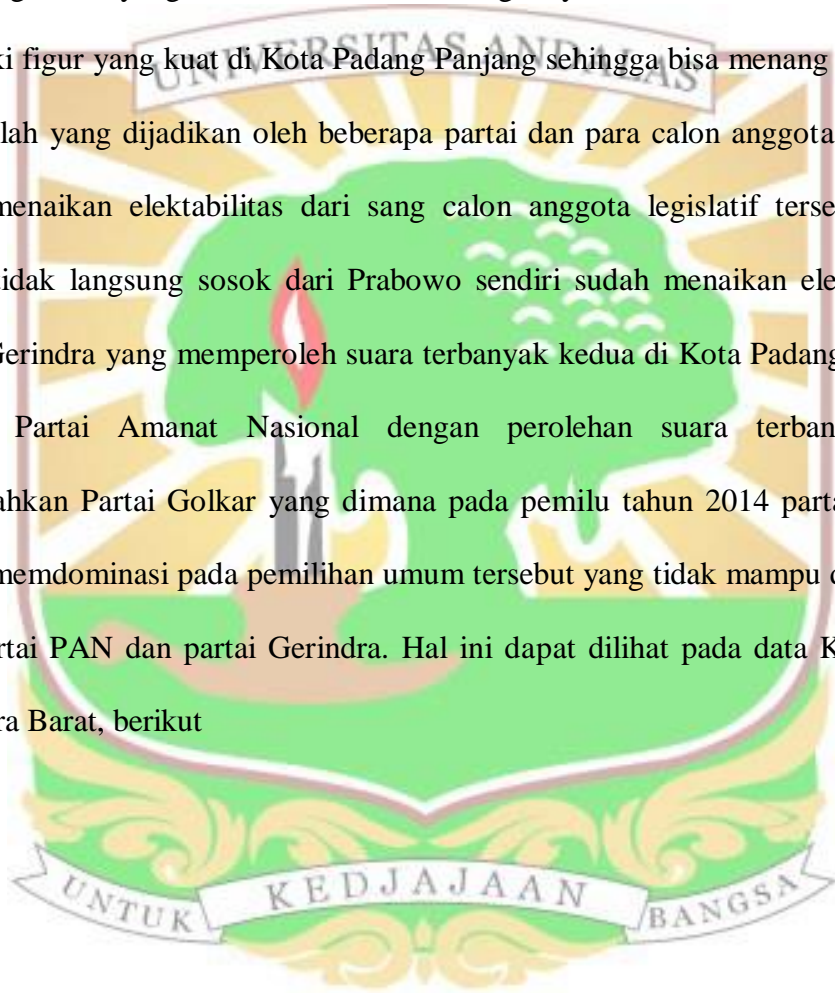 UNIVERSITAS ANDALAS
ki figur yang kuat di Kota Padang Panjang sehingga bisa menang
lah yang dijadikan oleh beberapa partai dan para calon anggota
menaikan elektabilitas dari sang calon anggota legislatif terse
idak langsung sosok dari Prabowo sendiri sudah menaikan ele
Gerindra yang memperoleh suara terbanyak kedua di Kota Padang
Partai Amanat Nasional dengan perolehan suara terban
ahkan Partai Golkar yang dimana pada pemilu tahun 2014 parta
memdominasi pada pemilihan umum tersebut yang tidak mampu
rtai PAN dan partai Gerindra. Hal ini dapat dilihat pada data K
ra Barat, berikut
UNTUK KEDJAJAAN BANGSA